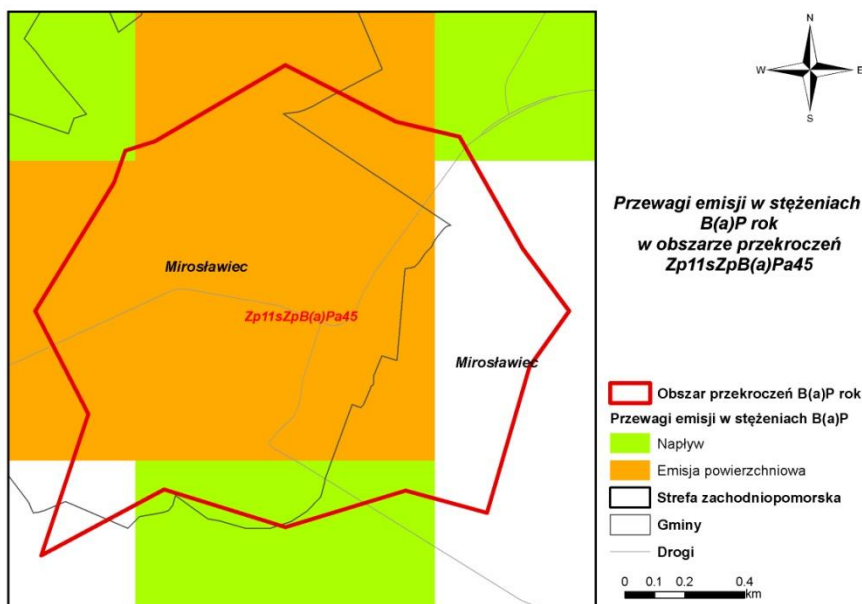 N
W
E
S
Przewagi emisji w stężeniach
B(a)P rok
w obszarze przekroczeń
Zp11sZpB(a)Pa45
Mirosławiec
Zp11sZpB(a)Pa45
Mirosławiec
Obszar przekroczeń B(a)P rok
Przewagi emisji w stężeniach B(a)P
Napływ
Emisja powierzchniowa
Strefa zachodniopomorska
Gminy
Drogi
0 0.1 0.2 0.4
km